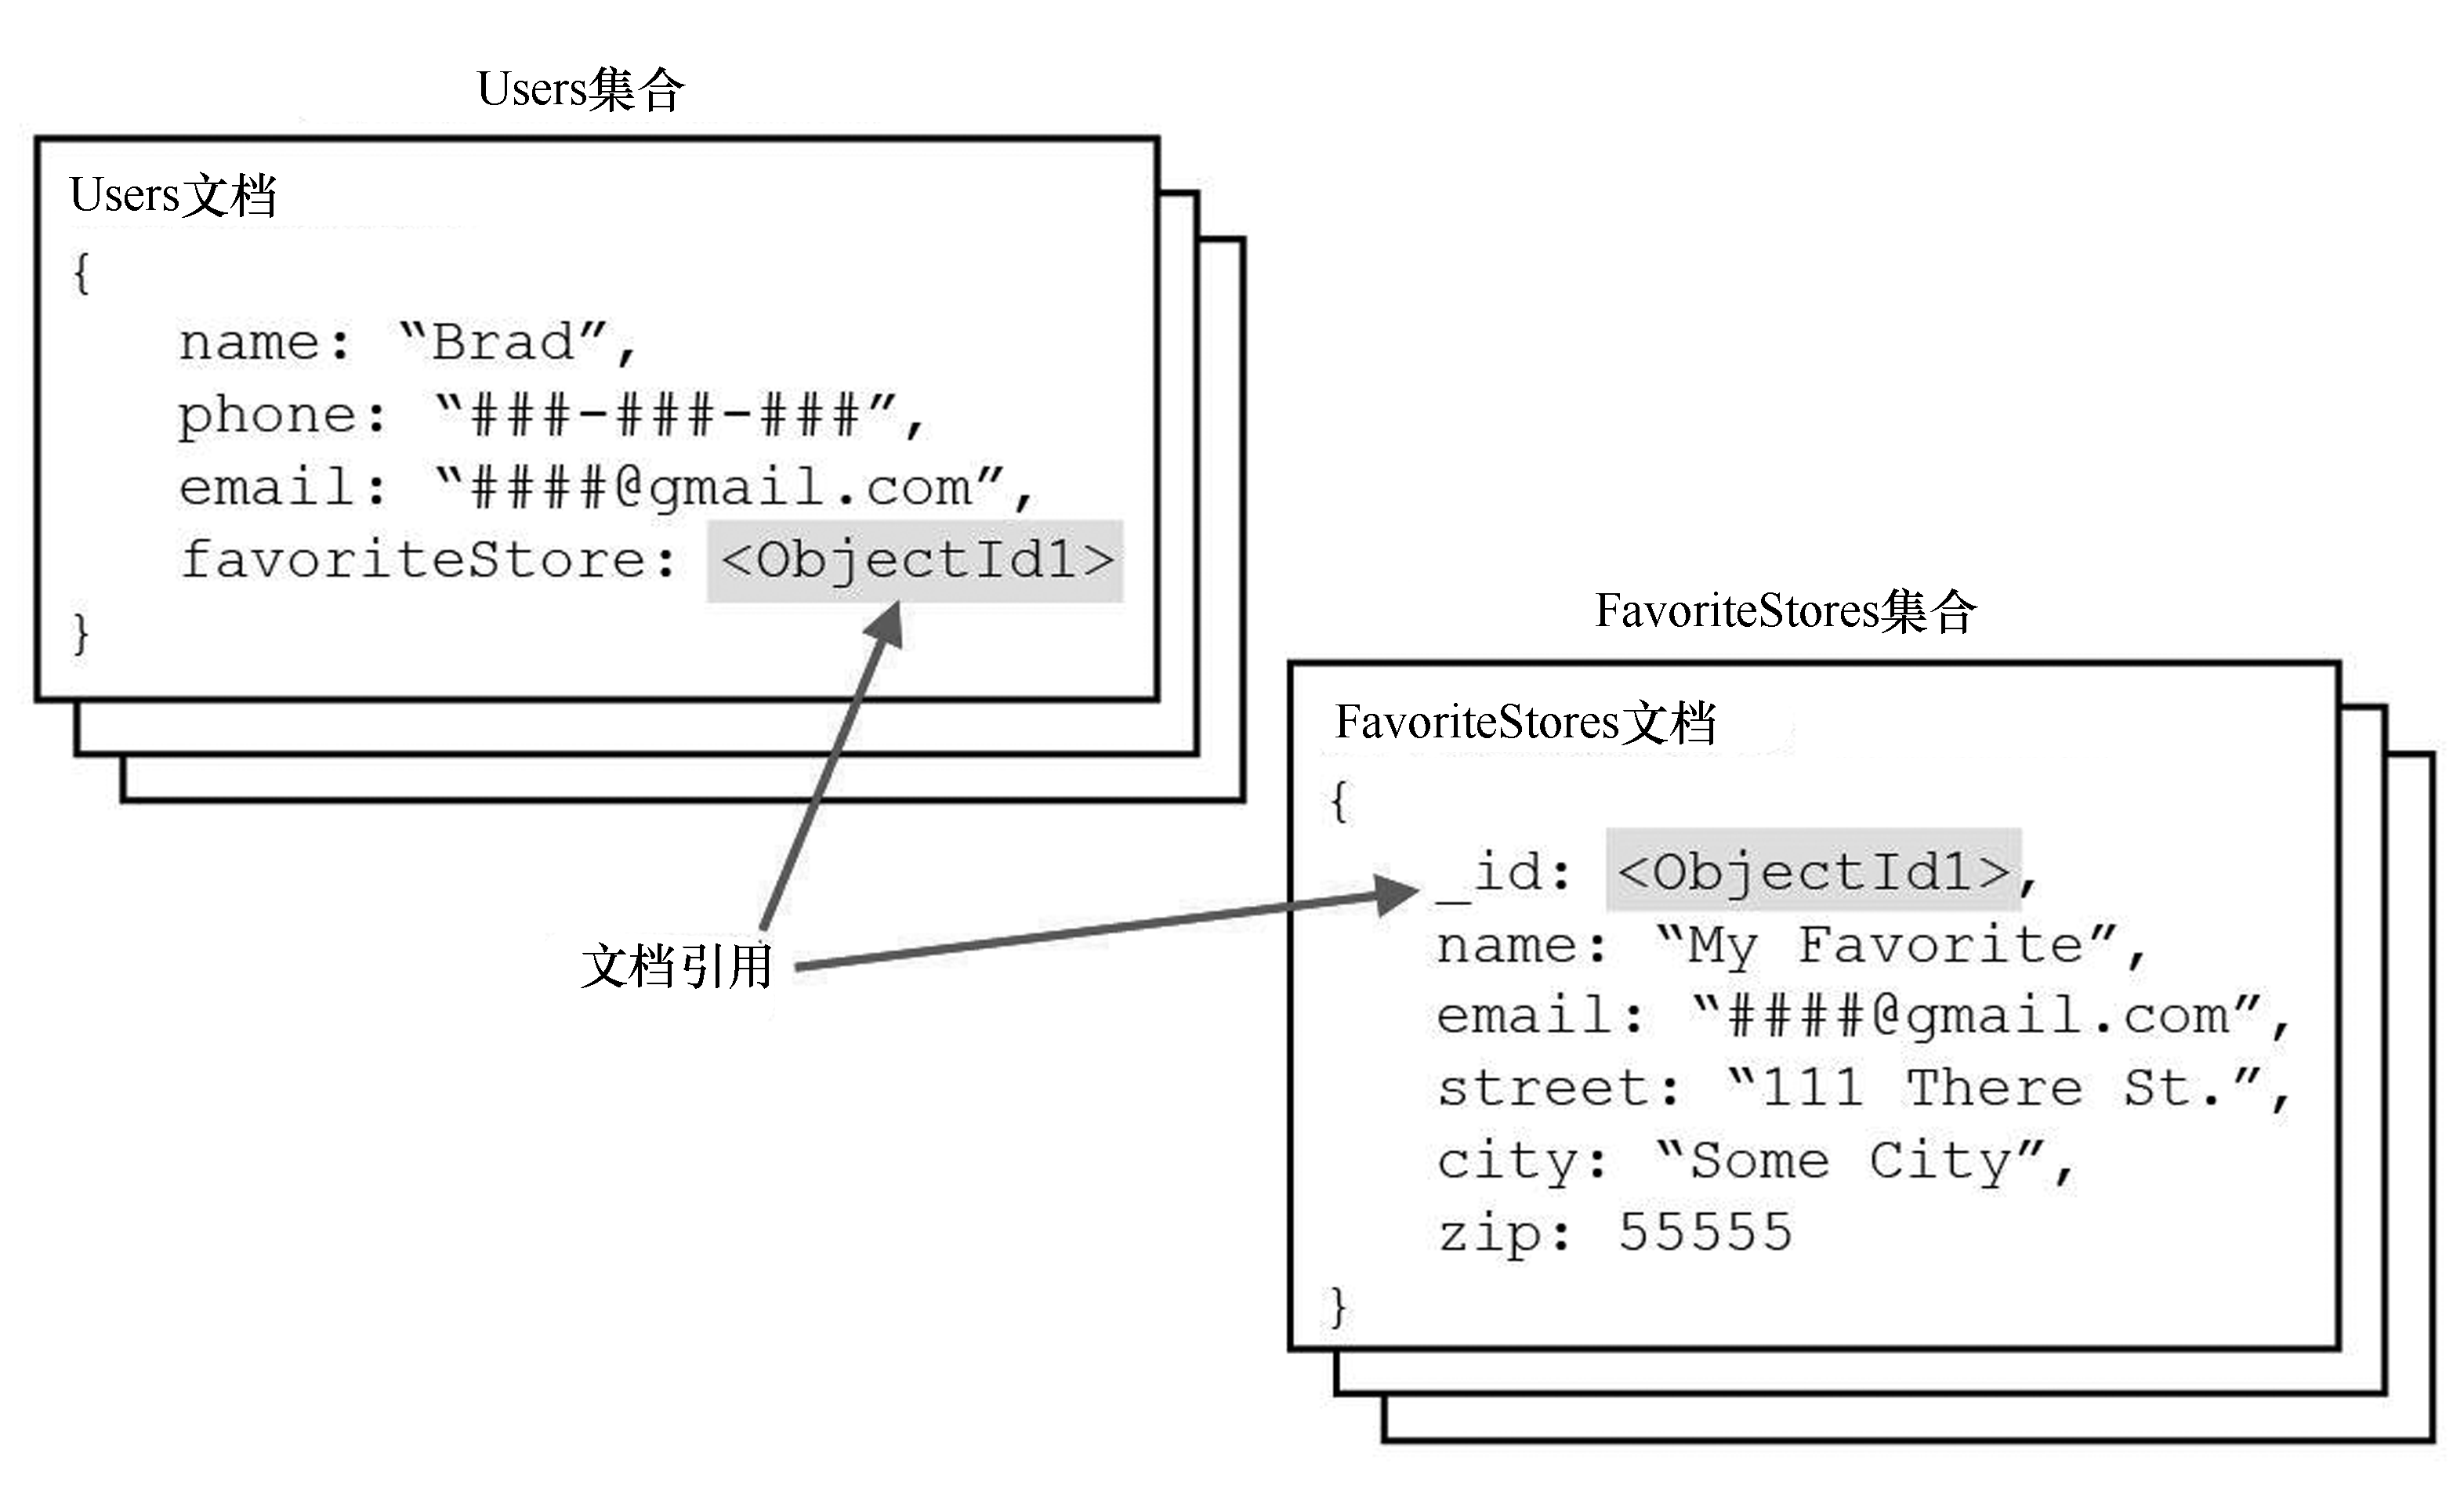 Users集合
Users文档
{
name: “Brad”,
phone: “###-###-###”,
email: “####@gmail.com”,
favoriteStore: <ObjectId1>
}
文档引用
FavoriteStores集合
FavoriteStores文档
{
_id: <ObjectId1>,
name: “My Favorite”,
email: “####@gmail.com”,
street: “111 There St.”,
city: “Some City”,
zip: 55555
}